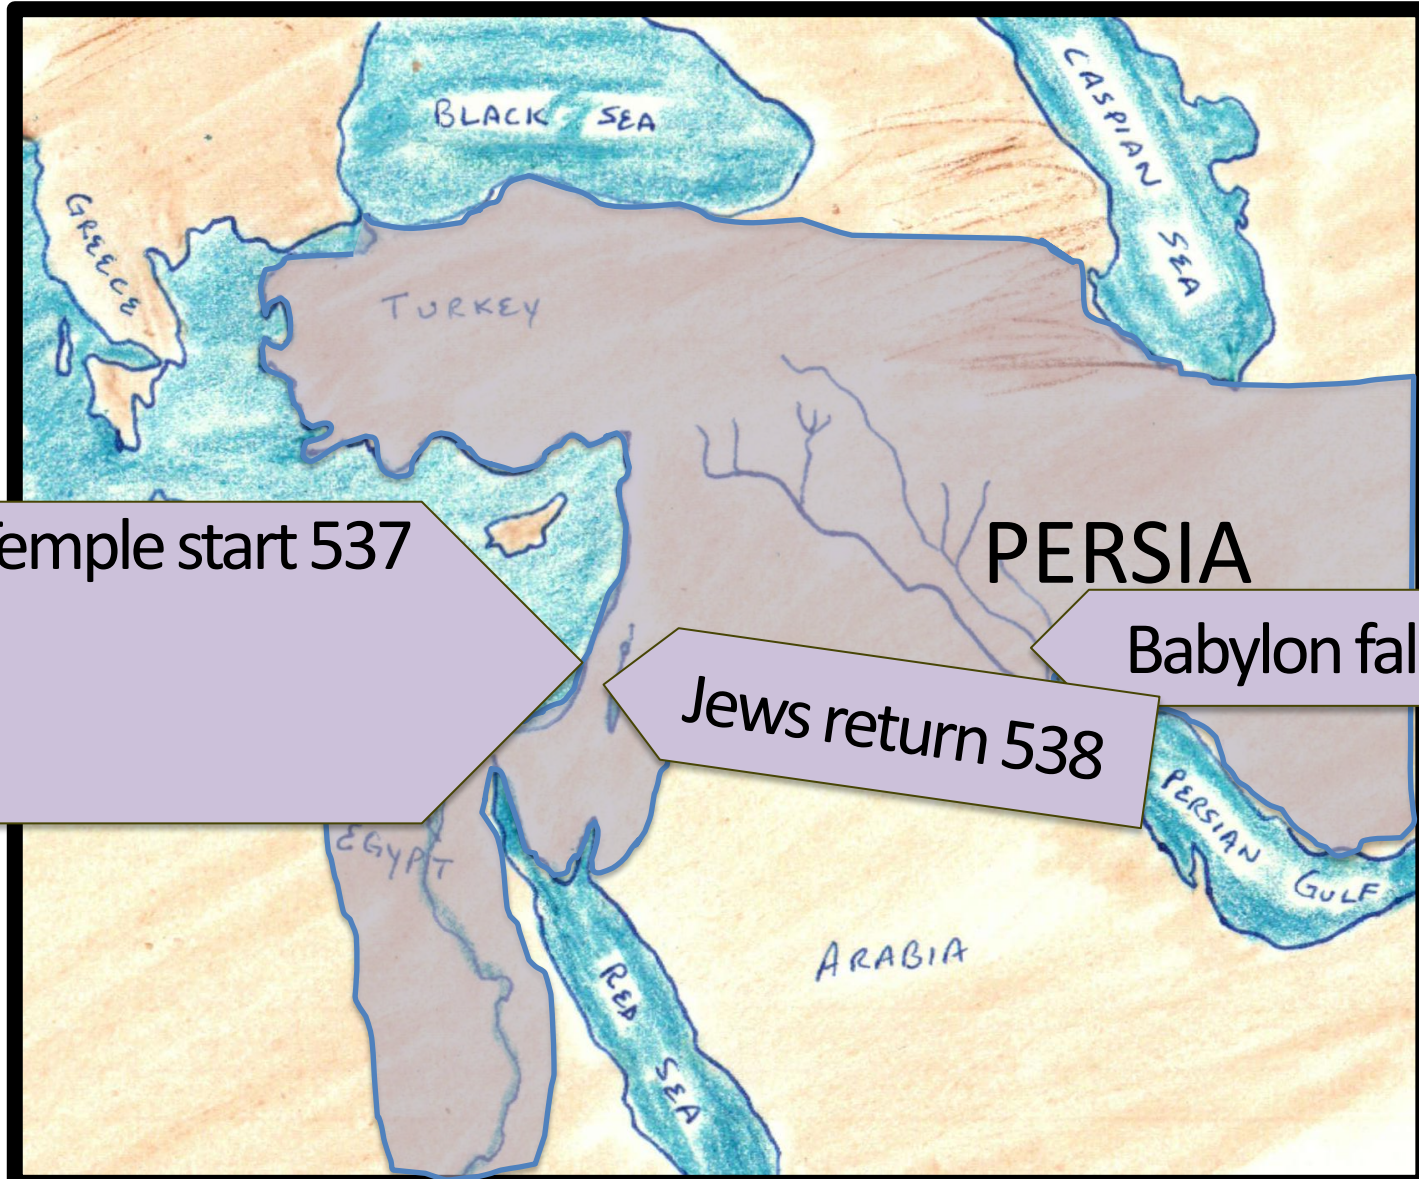 BLACK SEA
CASPIAN SEA
GREECE
TURKEY
Temple start 537
PERSIA
Babylon fal
Jews return 538
PERSIAN GULF
EGYPT
ARABIA
RED SEA